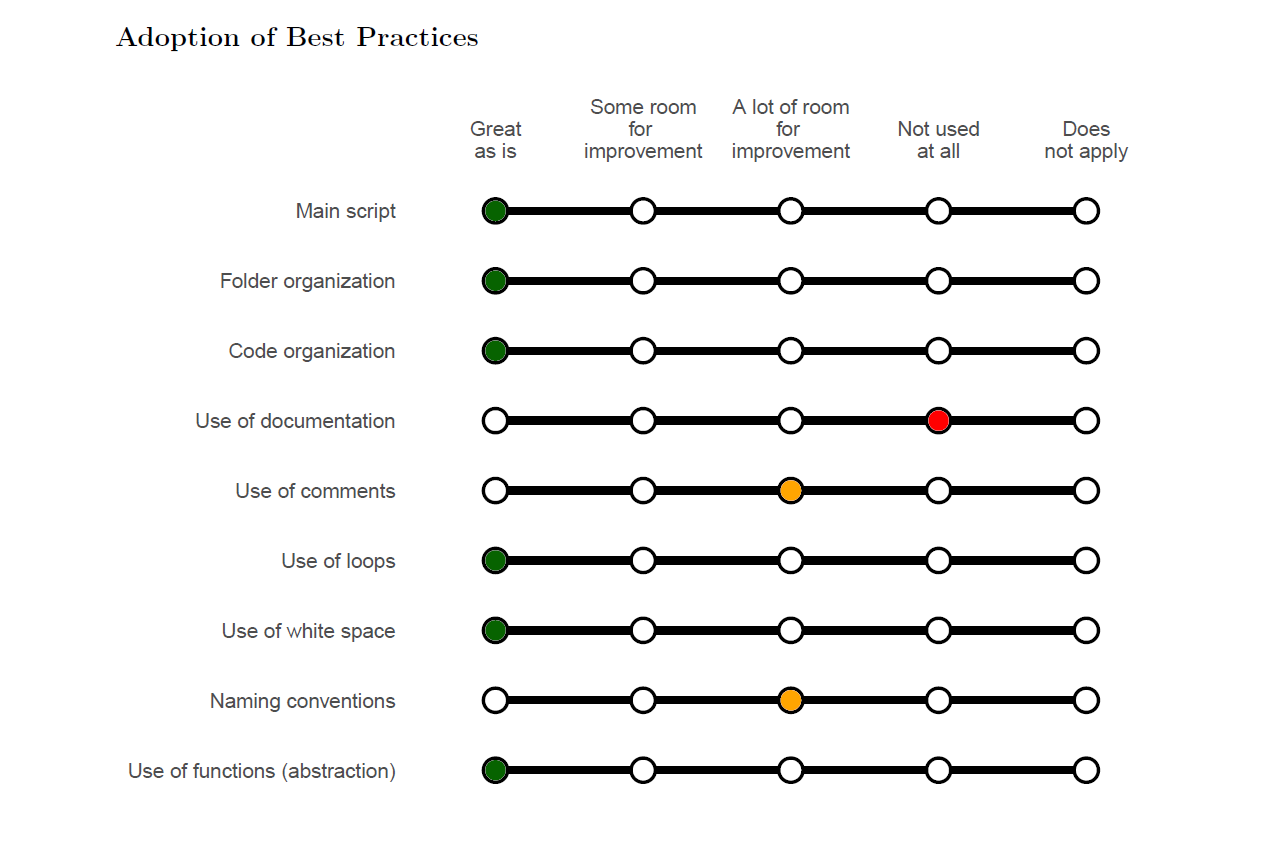 Adoption of Best Practices
Great
as is
Some room
for
improvement
A lot of room
for
improvement
Not used
at all
Does
not apply
Main script
Folder organization
Code organization
Use of documentation
Use of comments
Use of loops
Use of white space
Naming conventions
Use of functions (abstraction)